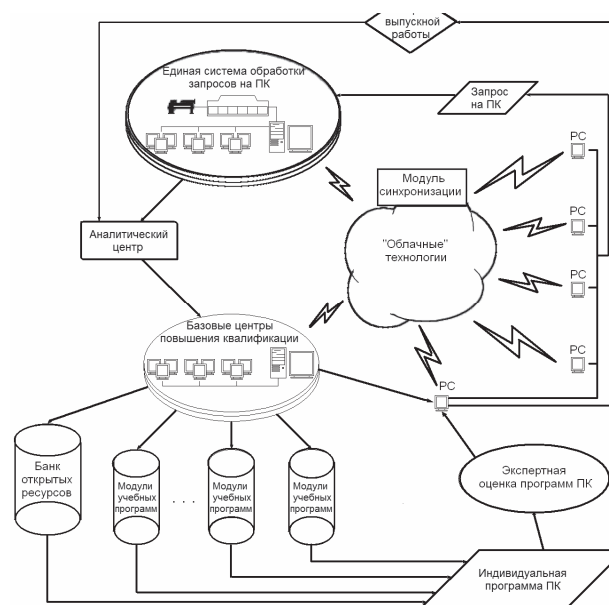 выпускной
работы
Единая система обработки
запросов на ПК
Запрос
на ПК
PC
Модуль
синхронизации
PC
Аналитический
центр
"Облачные"
технологии
PC
Базовые центры
повышения квалификации
PC
PC
Банк
открытых
ресурсов
Модули
учебных
программ
. . .
Модули
учебных
программ
Модули
учебных
программ
Экспертная
оценка программ ПК
Индивидуальная
программа ПК